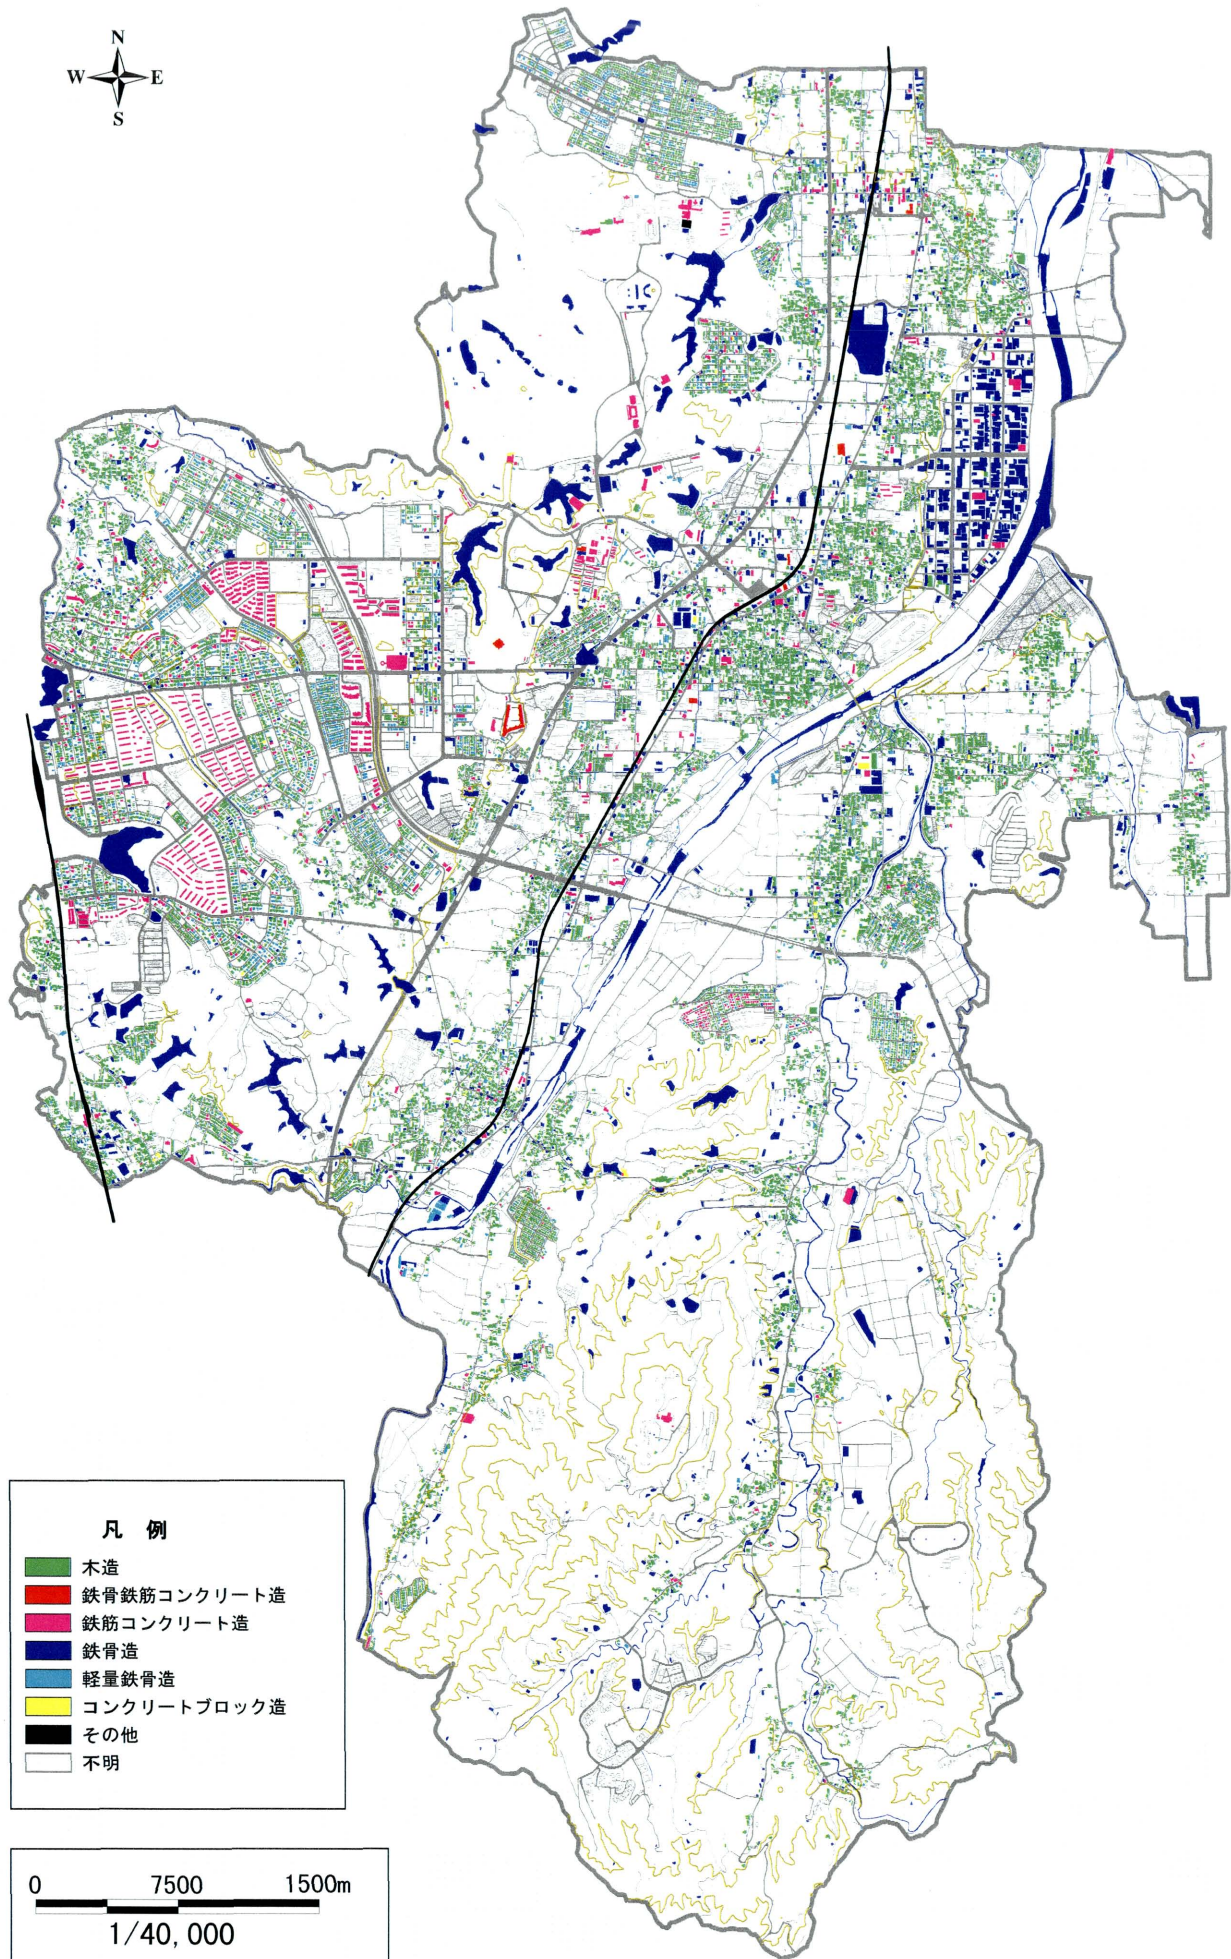 N
W E
S
凡 例
木造
鉄骨鉄筋コンクリート造
鉄筋コンクリート造
鉄骨造
軽量鉄骨造
コンクリートブロック造
その他
不明
0 7500 1500m
1/40,000